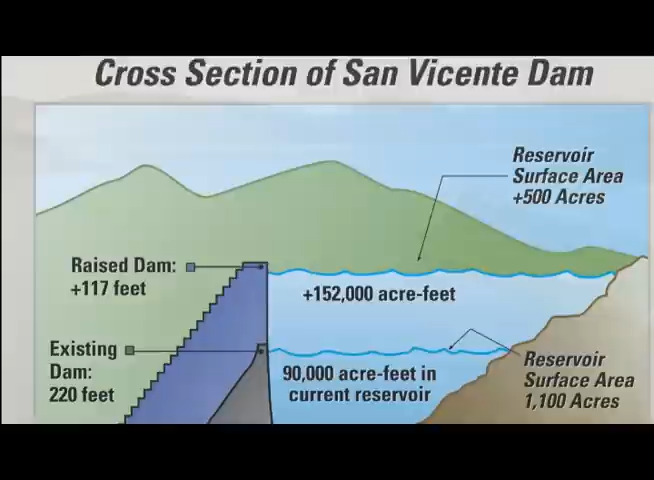 Cross Section of San Vicente Dam
Reservoir
Surface Area
+500 Acres
Raised Dam:
+117 feet
+152,000 acre-feet
Existing
Dam:
220 feet
90,000 acre-feet in
current reservoir
Reservoir
Surface Area
1,100 Acres